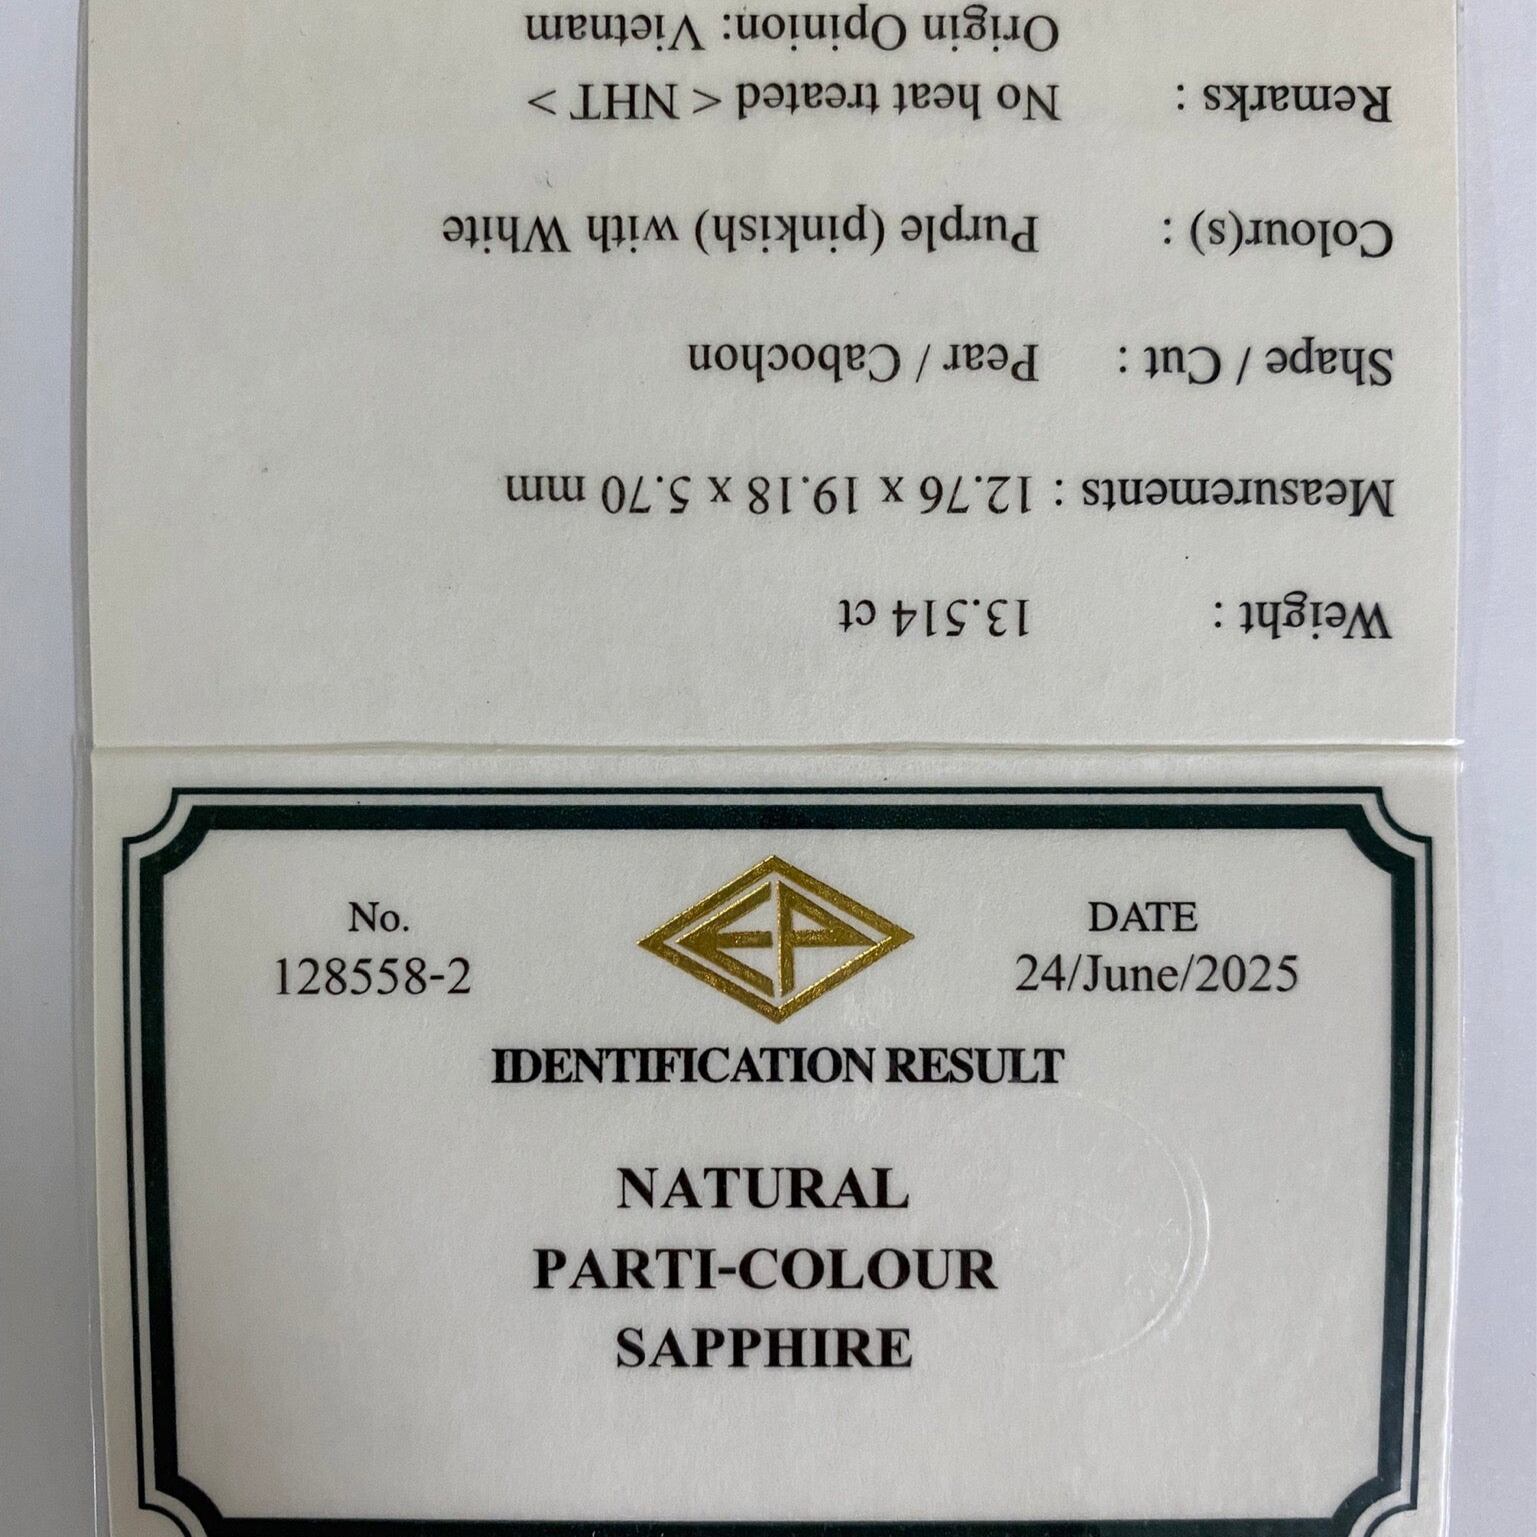 No.
128558-2
EP
DATE
24/June/2025
IDENTIFICATION RESULT
NATURAL
PARTI-COLOUR
SAPPHIRE
Weight : 13.514 ct
Measurements : 12.76 x 19.18 x 5.70 mm
Shape / Cut : Pear / Cabochon
Colour(s) : Purple (pinkish) with White
Remarks : No heat treated < NHT >
Origin Opinion: Vietnam